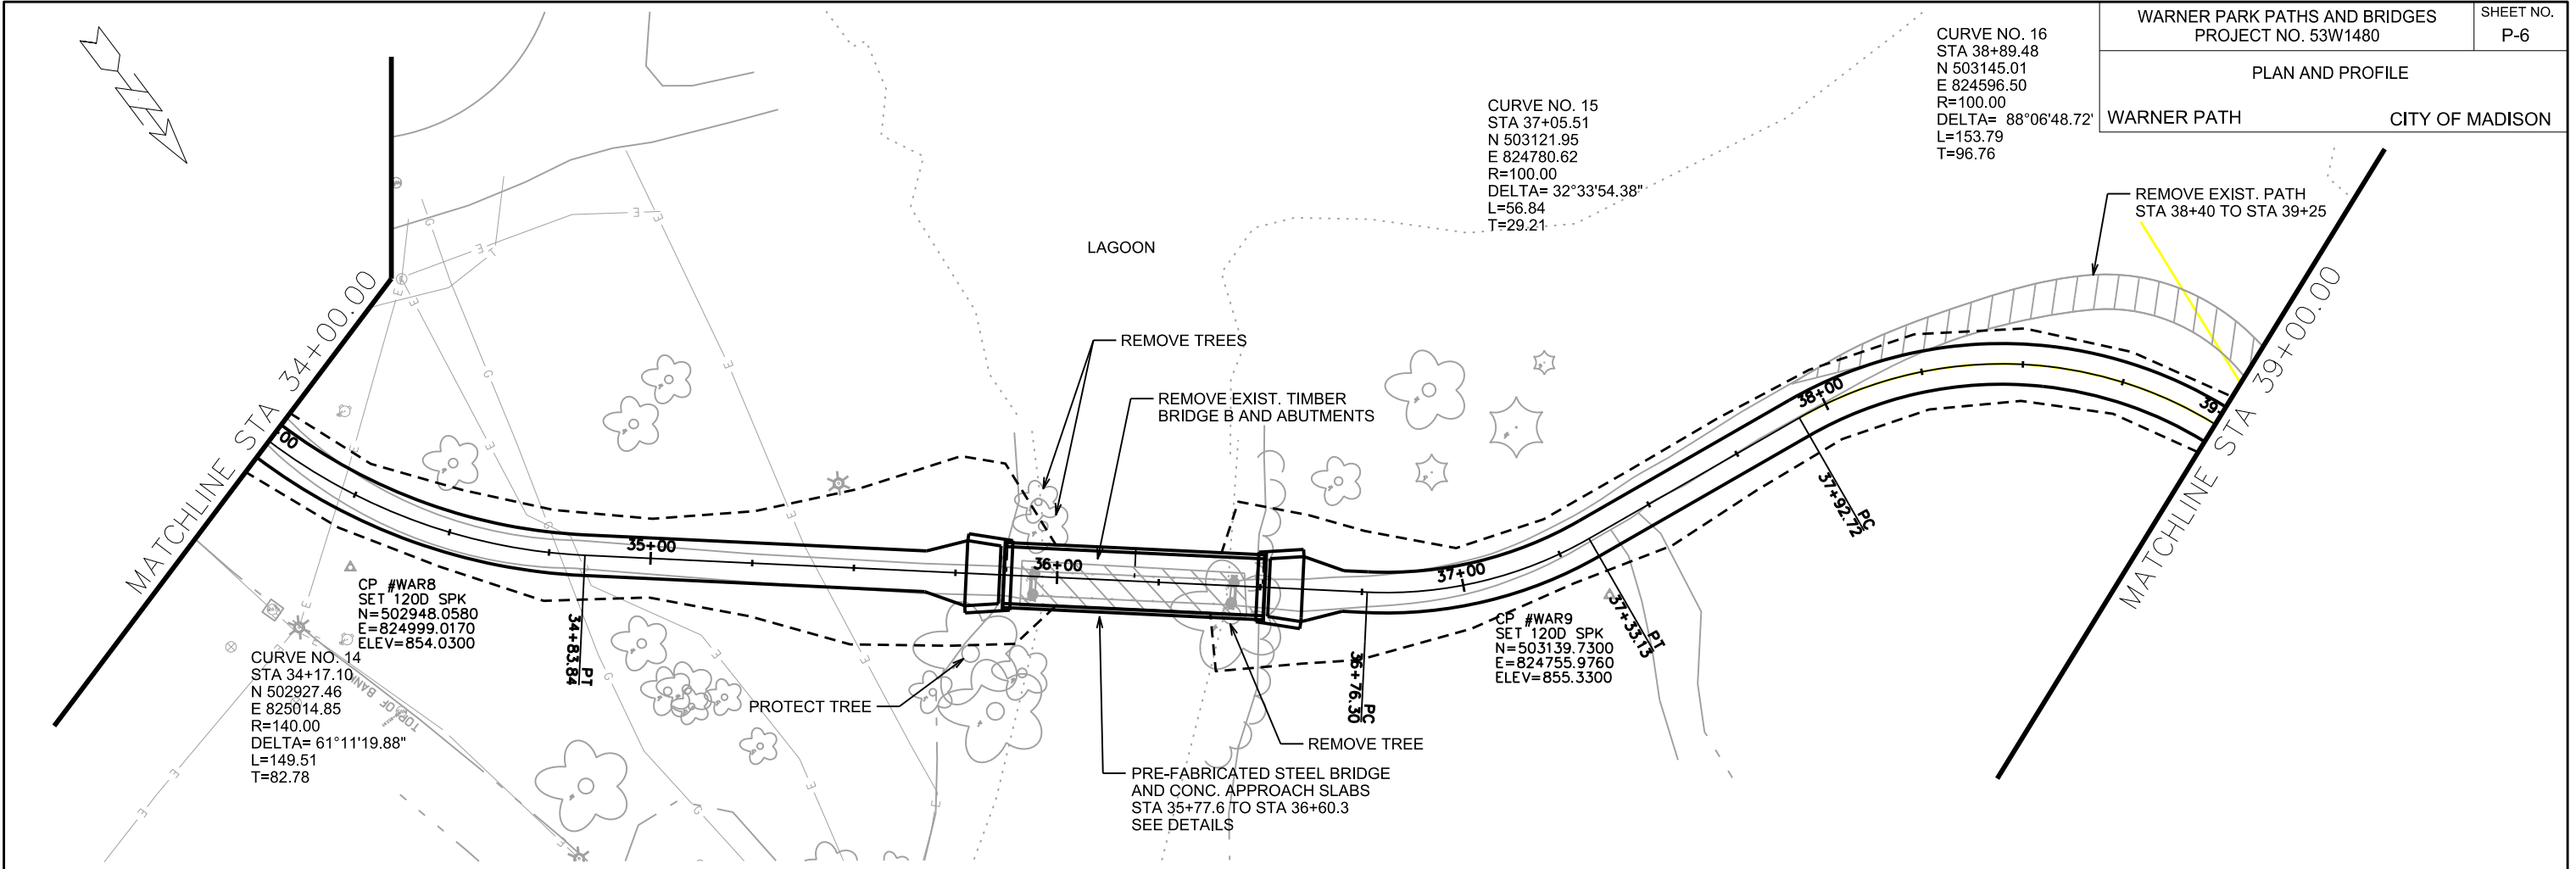 WARNER PARK PATHS AND BRIDGES
PROJECT NO. 53W1480
SHEET NO.
P-6
PLAN AND PROFILE
WARNER PATH
CITY OF MADISON
CURVE NO. 16
STA 38+89.48
N 503145.01
E 824596.50
R=100.00
DELTA= 88°06'48.72'
L=153.79
T=96.76
CURVE NO. 15
STA 37+05.51
N 503121.95
E 824780.62
R=100.00
DELTA= 32°33'54.38"
L=56.84
T=29.21
REMOVE EXIST. PATH
STA 38+40 TO STA 39+25
LAGOON
REMOVE TREES
REMOVE EXIST. TIMBER
BRIDGE B AND ABUTMENTS
MATCHLINE STA 34+00.00
MATCHLINE STA 39+00.00
00
35+00
36+00
37+00
38+00
39
PT
34+83.84
PC
36+76.30
PT
37+33.13
PC
37+92.72
CP #WAR8
SET 120D SPK
N=502948.0580
E=824999.0170
ELEV=854.0300
CURVE NO. 14
STA 34+17.10
N 502927.46
E 825014.85
R=140.00
DELTA= 61°11'19.88"
L=149.51
T=82.78
TOP OF BANK
PROTECT TREE
CP #WAR9
SET 120D SPK
N=503139.7300
E=824755.9760
ELEV=855.3300
REMOVE TREE
PRE-FABRICATED STEEL BRIDGE
AND CONC. APPROACH SLABS
STA 35+77.6 TO STA 36+60.3
SEE DETAILS